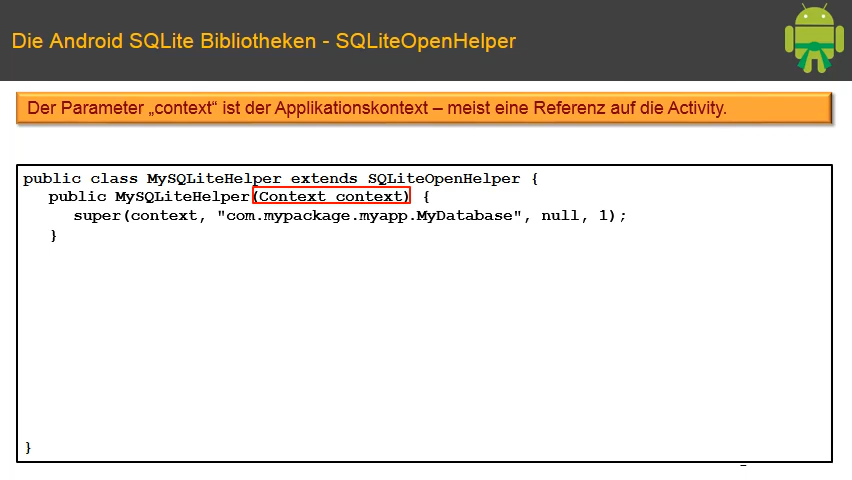 Die Android SQLite Bibliotheken - SQLiteOpenHelper
Der Parameter „context“ ist der Applikationskontext – meist eine Referenz auf die Activity.
public class MySQLiteHelper extends SQLiteOpenHelper {
public MySQLiteHelper(Context context) {
super(context, "com.mypackage.myapp.MyDatabase", null, 1);
}
}